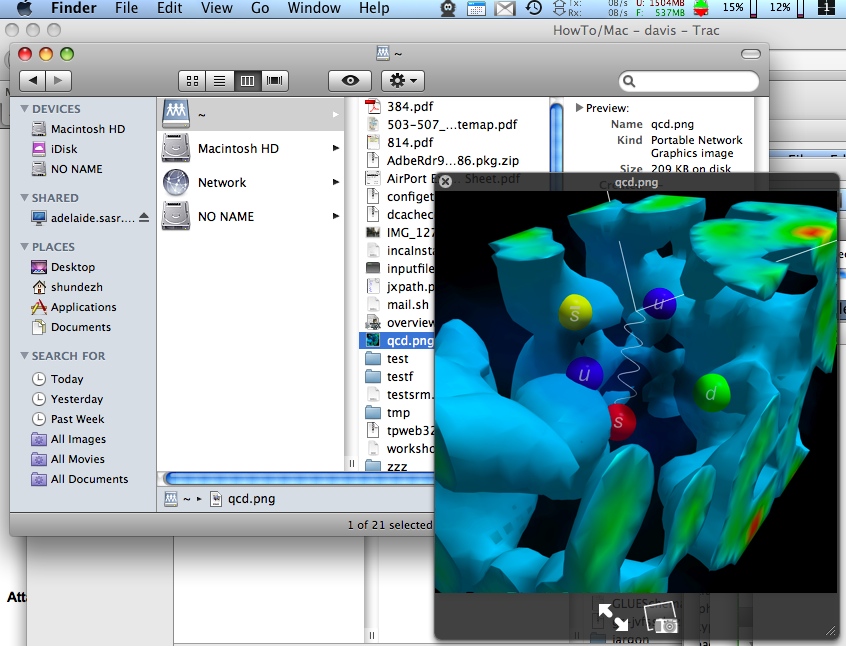 Finder File Edit View Go Window Help
Tx: 0B/s U: 1504MB 15% 12% 1
Rx: 0B/s F: 537MB
HowTo/Mac – davis – Trac
~
DEVICES
Macintosh HD
iDisk
NO NAME
SHARED
adelaide.sasr....
PLACES
Desktop
shundezh
Applications
Documents
SEARCH FOR
Today
Yesterday
Past Week
All Images
All Movies
All Documents
~
Macintosh HD
Network
NO NAME
384.pdf
503-507_...temap.pdf
814.pdf
AdbeRdr9...86.pkg.zip
AirPort E... Sheet.pdf
configet
dcachec
IMG_127
incalnsta
inputfile
jxpath.p
mail.sh
overview
qcd.png
test
testf
testsrm.
tmp
tpweb32
worksho
zzz
Preview:
Name qcd.png
Kind Portable Network
Graphics image
Size 209 KB on disk
~ ▸ qcd.png
1 of 21 selected
qcd.png
s̄
u
u
d
s
Atta
GLUESchem
jargon